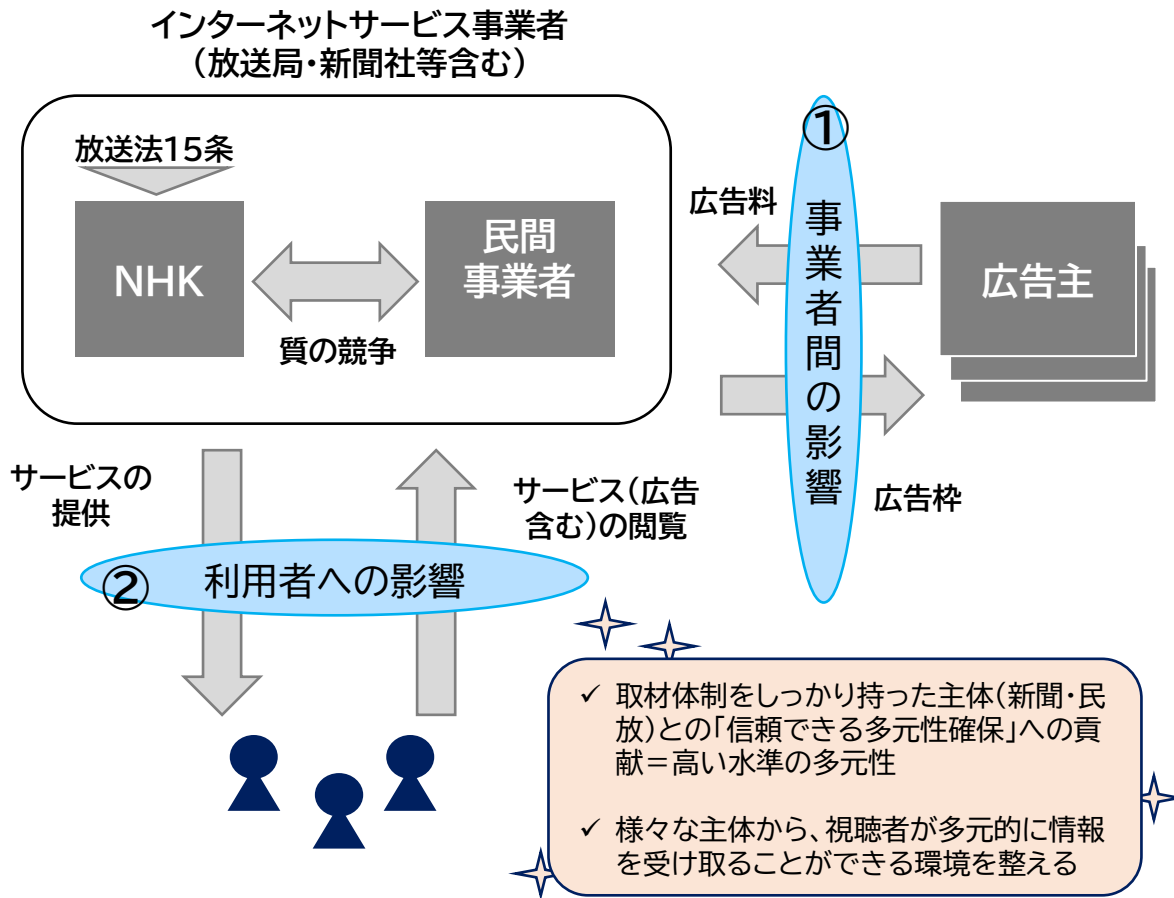 インターネットサービス事業者
（放送局・新聞社等含む）
放送法15条
NHK
民間
事業者
質の競争
広告料
①
事業者間の影響
広告主
広告枠
サービスの
提供
サービス（広告
含む）の閲覧
② 利用者への影響
✓ 取材体制をしっかり持った主体（新聞・民
放）との「信頼できる多元性確保」への貢
献＝高い水準の多元性
✓ 様々な主体から、視聴者が多元的に情報
を受け取ることができる環境を整える